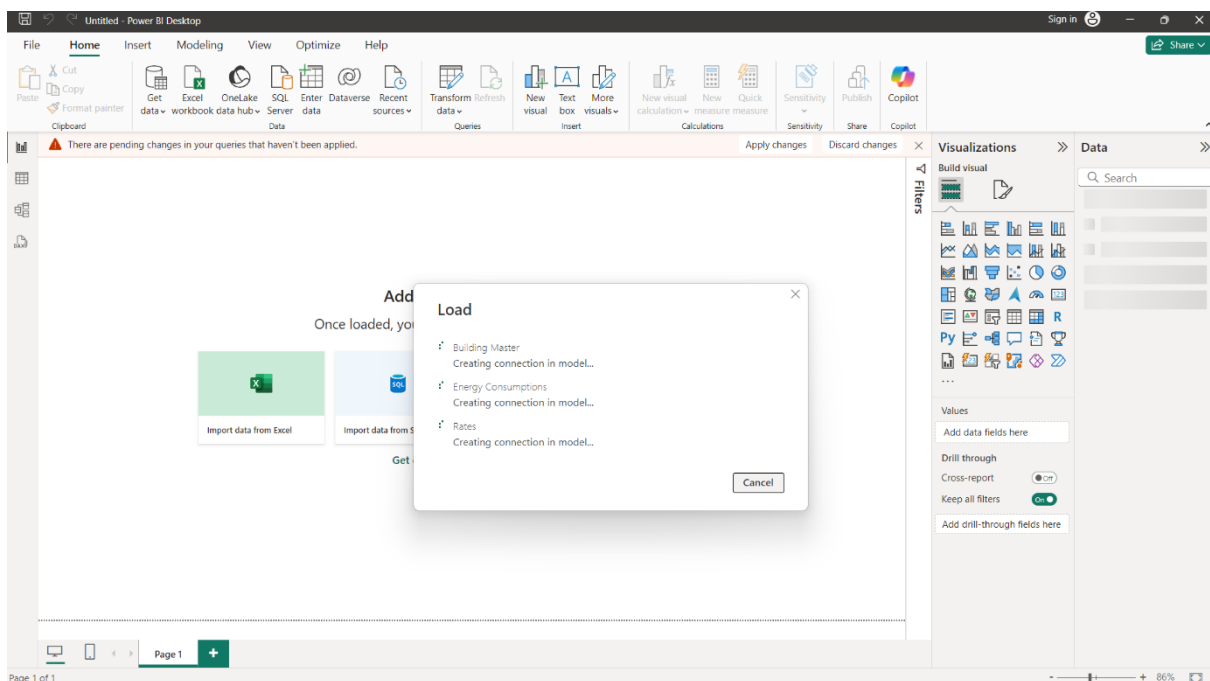 Untitled - Power BI Desktop
Sign in
File Home Insert Modeling View Optimize Help
Share
Paste
Cut
Copy
Format painter
Get data
Excel workbook
OneLake data hub
SQL Server
Enter data
Dataverse
Recent sources
Transform data
Refresh
New visual
Text box
More visuals
New visual calculation
New measure
Quick measure
Sensitivity
Publish
Copilot
Clipboard
Data
Queries
Insert
Calculations
Sensitivity
Share
Copilot
There are pending changes in your queries that haven't been applied.
Apply changes
Discard changes
Filters
Add
Once loaded, you
Import data from Excel
SQL
Import data from S
Get
Load
Building Master
Creating connection in model...
Energy Consumptions
Creating connection in model...
Rates
Creating connection in model...
Cancel
Visualizations
Build visual
123
R
Py
...
Values
Add data fields here
Drill through
Cross-report
Off
Keep all filters
On
Add drill-through fields here
Data
Search
Page 1
Page 1 of 1
- + 86%